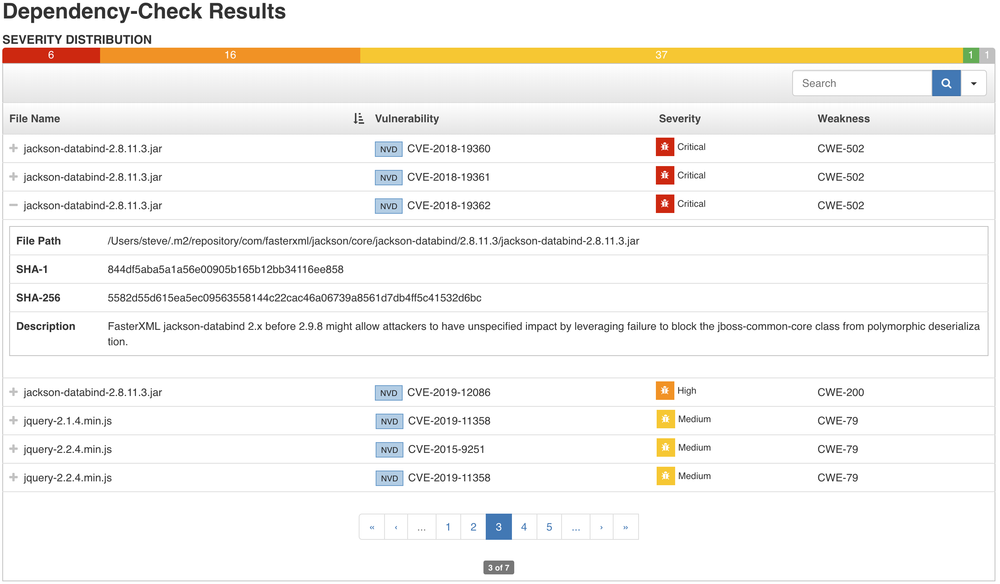 Dependency-Check Results
SEVERITY DISTRIBUTION
6 16 37 1 1
Search
File Name Vulnerability Severity Weakness
jackson-databind-2.8.11.3.jar NVD CVE-2018-19360 Critical CWE-502
jackson-databind-2.8.11.3.jar NVD CVE-2018-19361 Critical CWE-502
jackson-databind-2.8.11.3.jar NVD CVE-2018-19362 Critical CWE-502
File Path /Users/steve/.m2/repository/com/fasterxml/jackson/core/jackson-databind/2.8.11.3/jackson-databind-2.8.11.3.jar
SHA-1 844df5aba5a1a56e00905b165b12bb34116ee858
SHA-256 5582d55d615ea5ec09563558144c22cac46a06739a8561d7db4ff5c41532d6bc
Description FasterXML jackson-databind 2.x before 2.9.8 might allow attackers to have unspecified impact by leveraging failure to block the jboss-common-core class from polymorphic deserializa
tion.
jackson-databind-2.8.11.3.jar NVD CVE-2019-12086 High CWE-200
jquery-2.1.4.min.js NVD CVE-2019-11358 Medium CWE-79
jquery-2.2.4.min.js NVD CVE-2015-9251 Medium CWE-79
jquery-2.2.4.min.js NVD CVE-2019-11358 Medium CWE-79
« ‹ ... 1 2 3 4 5 ... › »
3 of 7